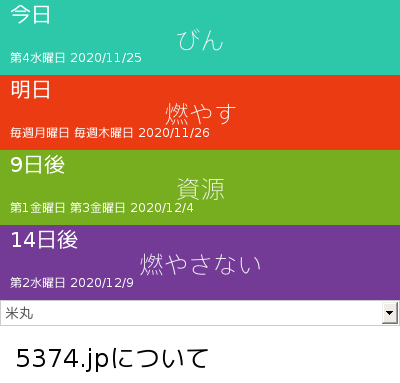 今日
びん
第4水曜日 2020/11/25
明日
燃やす
毎週月曜日 毎週木曜日 2020/11/26
9日後
資源
第1金曜日 第3金曜日 2020/12/4
14日後
燃やさない
第2水曜日 2020/12/9
米丸
5374.jpについて